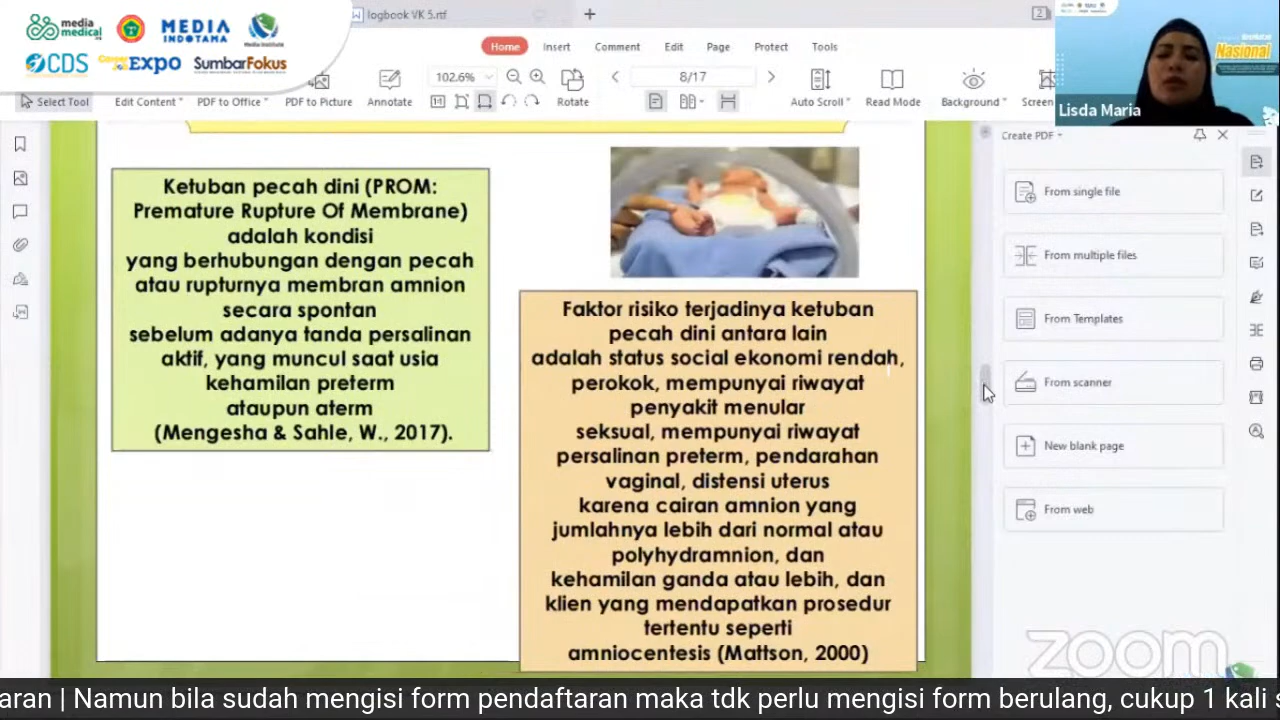 media
medical
MEDIA
INDOTAMA
Media Institute
CDS
Expo
SumbarFokus
logbook VK 5.rtf
2
Home
Insert
Comment
Edit
Page
Protect
Tools
102.6%
8/17
Select Tool
Edit Content
PDF to Office
PDF to Picture
Annotate
Rotate
Auto Scroll
Read Mode
Background
Screen
Nasional
Lisda Maria
Create PDF
From single file
From multiple files
From Templates
From scanner
New blank page
From web
Ketuban pecah dini (PROM:
Premature Rupture Of Membrane)
adalah kondisi
yang berhubungan dengan pecah
atau rupturnya membran amnion
secara spontan
sebelum adanya tanda persalinan
aktif, yang muncul saat usia
kehamilan preterm
ataupun aterm
(Mengesha & Sahle, W., 2017).
Faktor risiko terjadinya ketuban
pecah dini antara lain
adalah status social ekonomi rendah,
perokok, mempunyai riwayat
penyakit menular
seksual, mempunyai riwayat
persalinan preterm, pendarahan
vaginal, distensi uterus
karena cairan amnion yang
jumlahnya lebih dari normal atau
polyhydramnion, dan
kehamilan ganda atau lebih, dan
klien yang mendapatkan prosedur
tertentu seperti
amniocentesis (Mattson, 2000)
zoom
aran | Namun bila sudah mengisi form pendaftaran maka tdk perlu mengisi form berulang, cukup 1 kali s